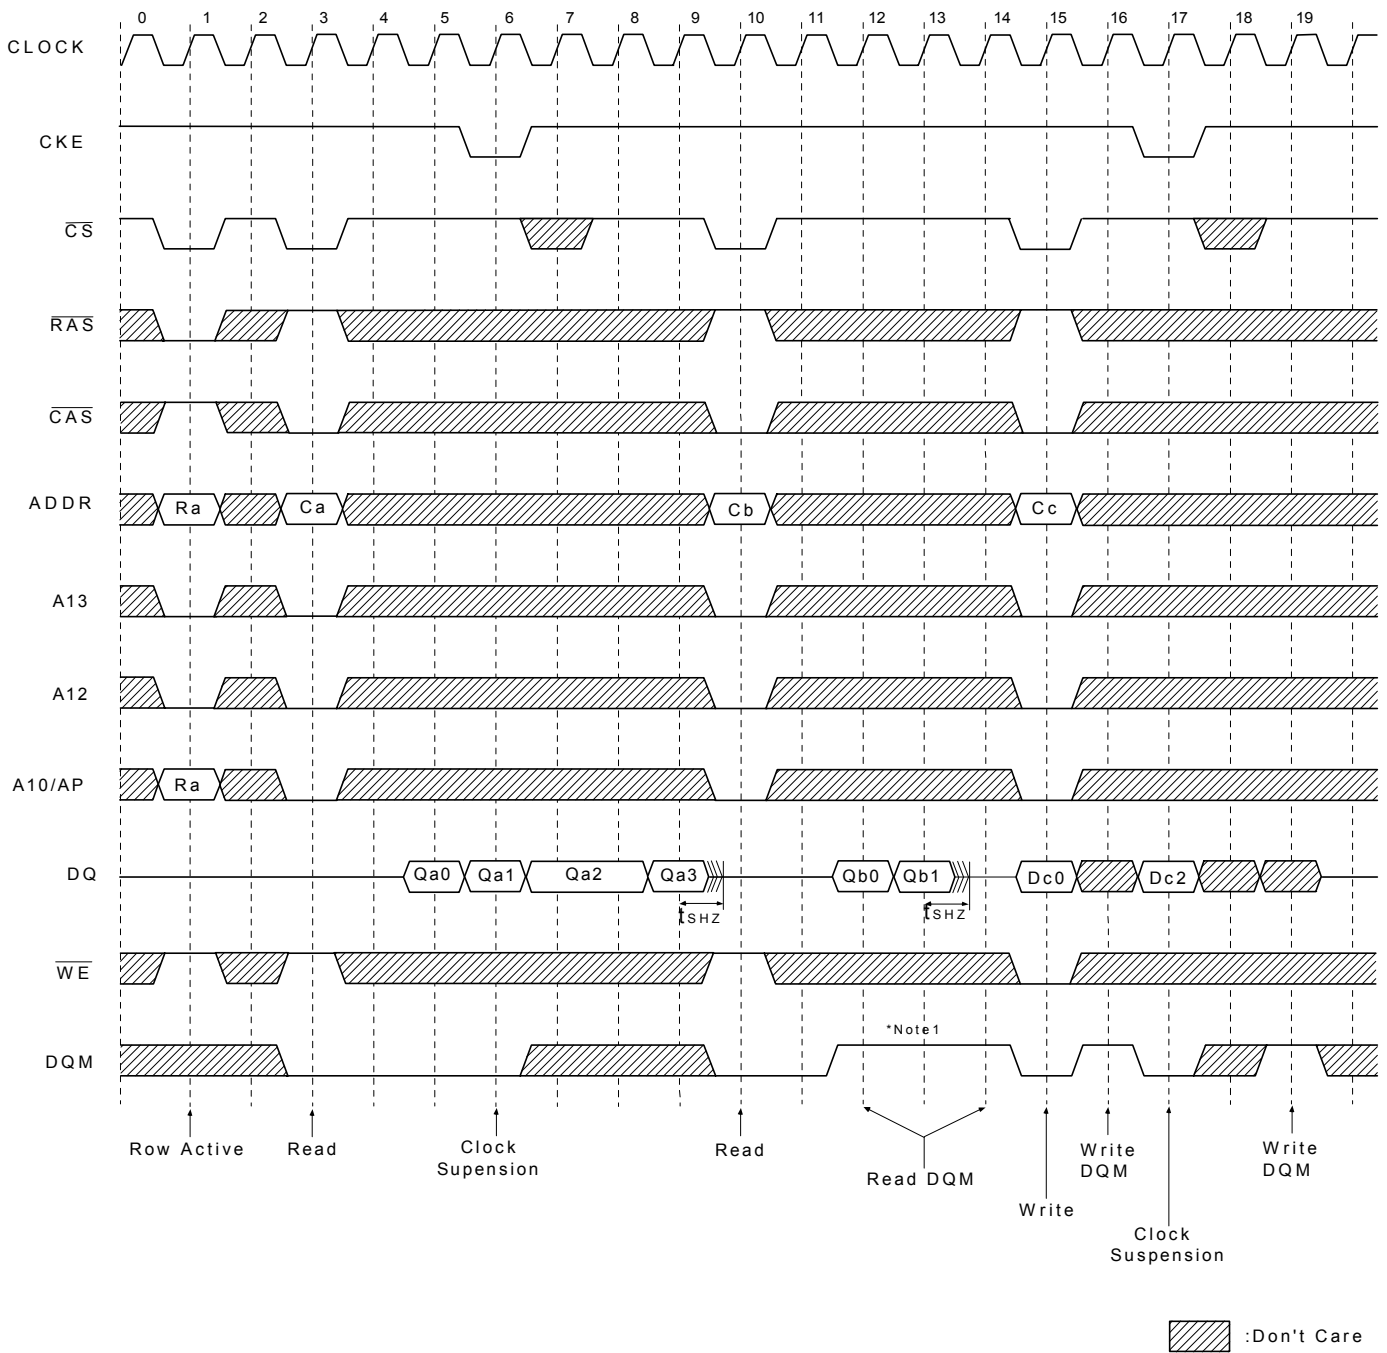 0 1 2 3 4 5 6 7 8 9 10 11 12 13 14 15 16 17 18 19
CLOCK
CKE
CS
RAS
CAS
ADDR Ra Ca Cb Cc
A13
A12
A10/AP Ra
DQ Qa0 Qa1 Qa2 Qa3 Qb0 Qb1 Dc0 Dc2
tSHZ tSHZ
WE
*Note1
DQM
Row Active Read Clock Supension Read Read DQM Write Write DQM Clock Suspension Write DQM
:Don't Care